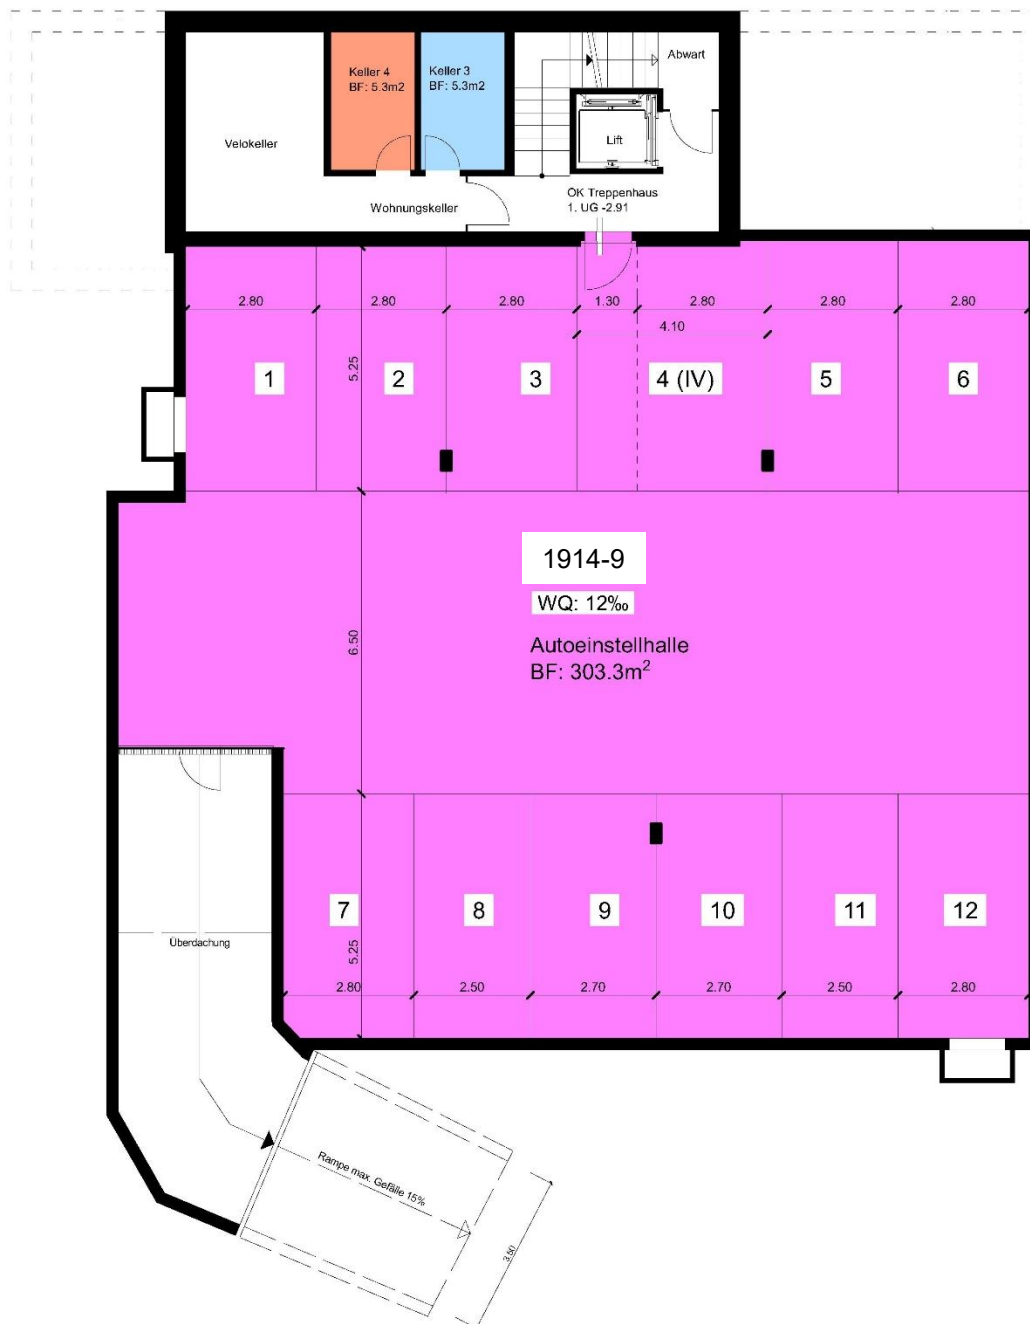 Keller 4
BF: 5.3m2
Keller 3
BF: 5.3m2
Abwart
Velokeller
Lift
Wohnungskeller
OK Treppenhaus
1. UG -2.91
2.80
2.80
2.80
1.30
2.80
2.80
2.80
4.10
5.25
1
2
3
4 (IV)
5
6
1914-9
WQ: 12‰
Autoeinstellhalle
BF: 303.3m²
6.50
7
8
9
10
11
12
Überdachung
5.25
2.80
2.50
2.70
2.70
2.50
2.80
Rampe max. Gefälle 15%
3.50